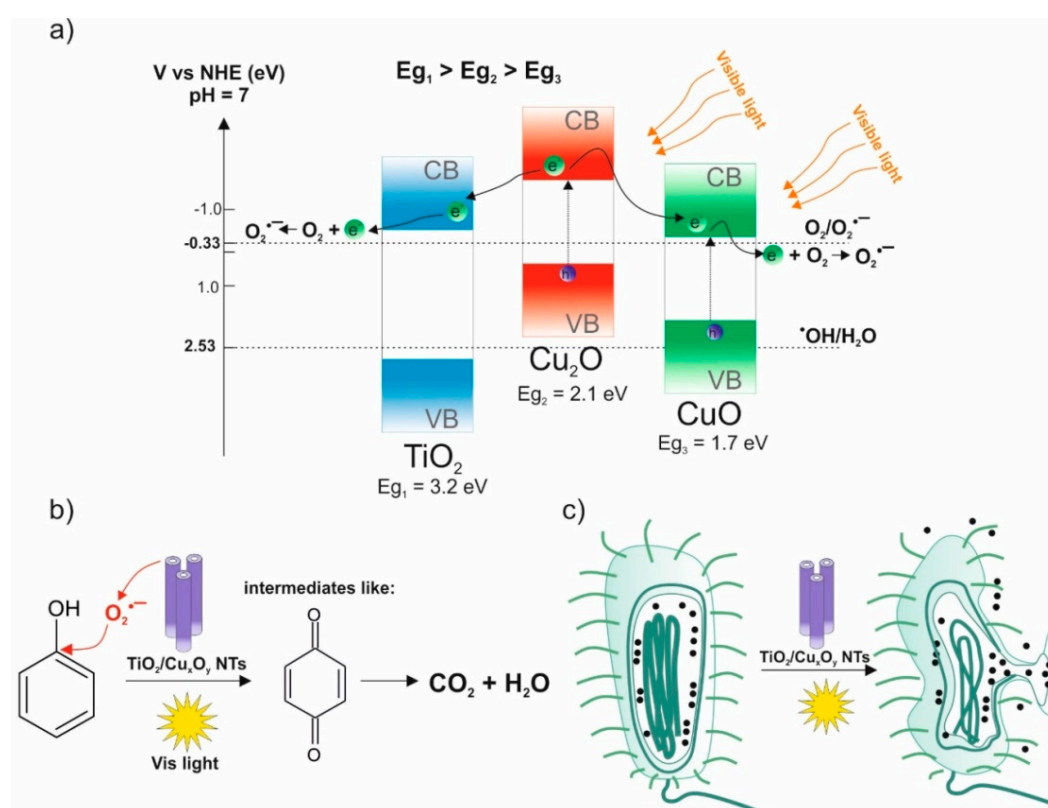 a)
V vs NHE (eV)
pH = 7
Eg₁ > Eg₂ > Eg₃
Visible light
Visible light
CB
CB
CB
e⁻
e⁻
e⁻
-1.0
O₂•− ← O₂ + e⁻
O₂/O₂•−
-0.33
e⁻ + O₂ → O₂•−
1.0
h
h
VB
•OH/H₂O
2.53
Cu₂O
Eg₂ = 2.1 eV
VB
VB
CuO
Eg₃ = 1.7 eV
TiO₂
Eg₁ = 3.2 eV
b)
OH
O₂•−
TiO₂/CuₓOᵧ NTs
Vis light
intermediates like:
O
O
CO₂ + H₂O
c)
TiO₂/CuₓOᵧ NTs